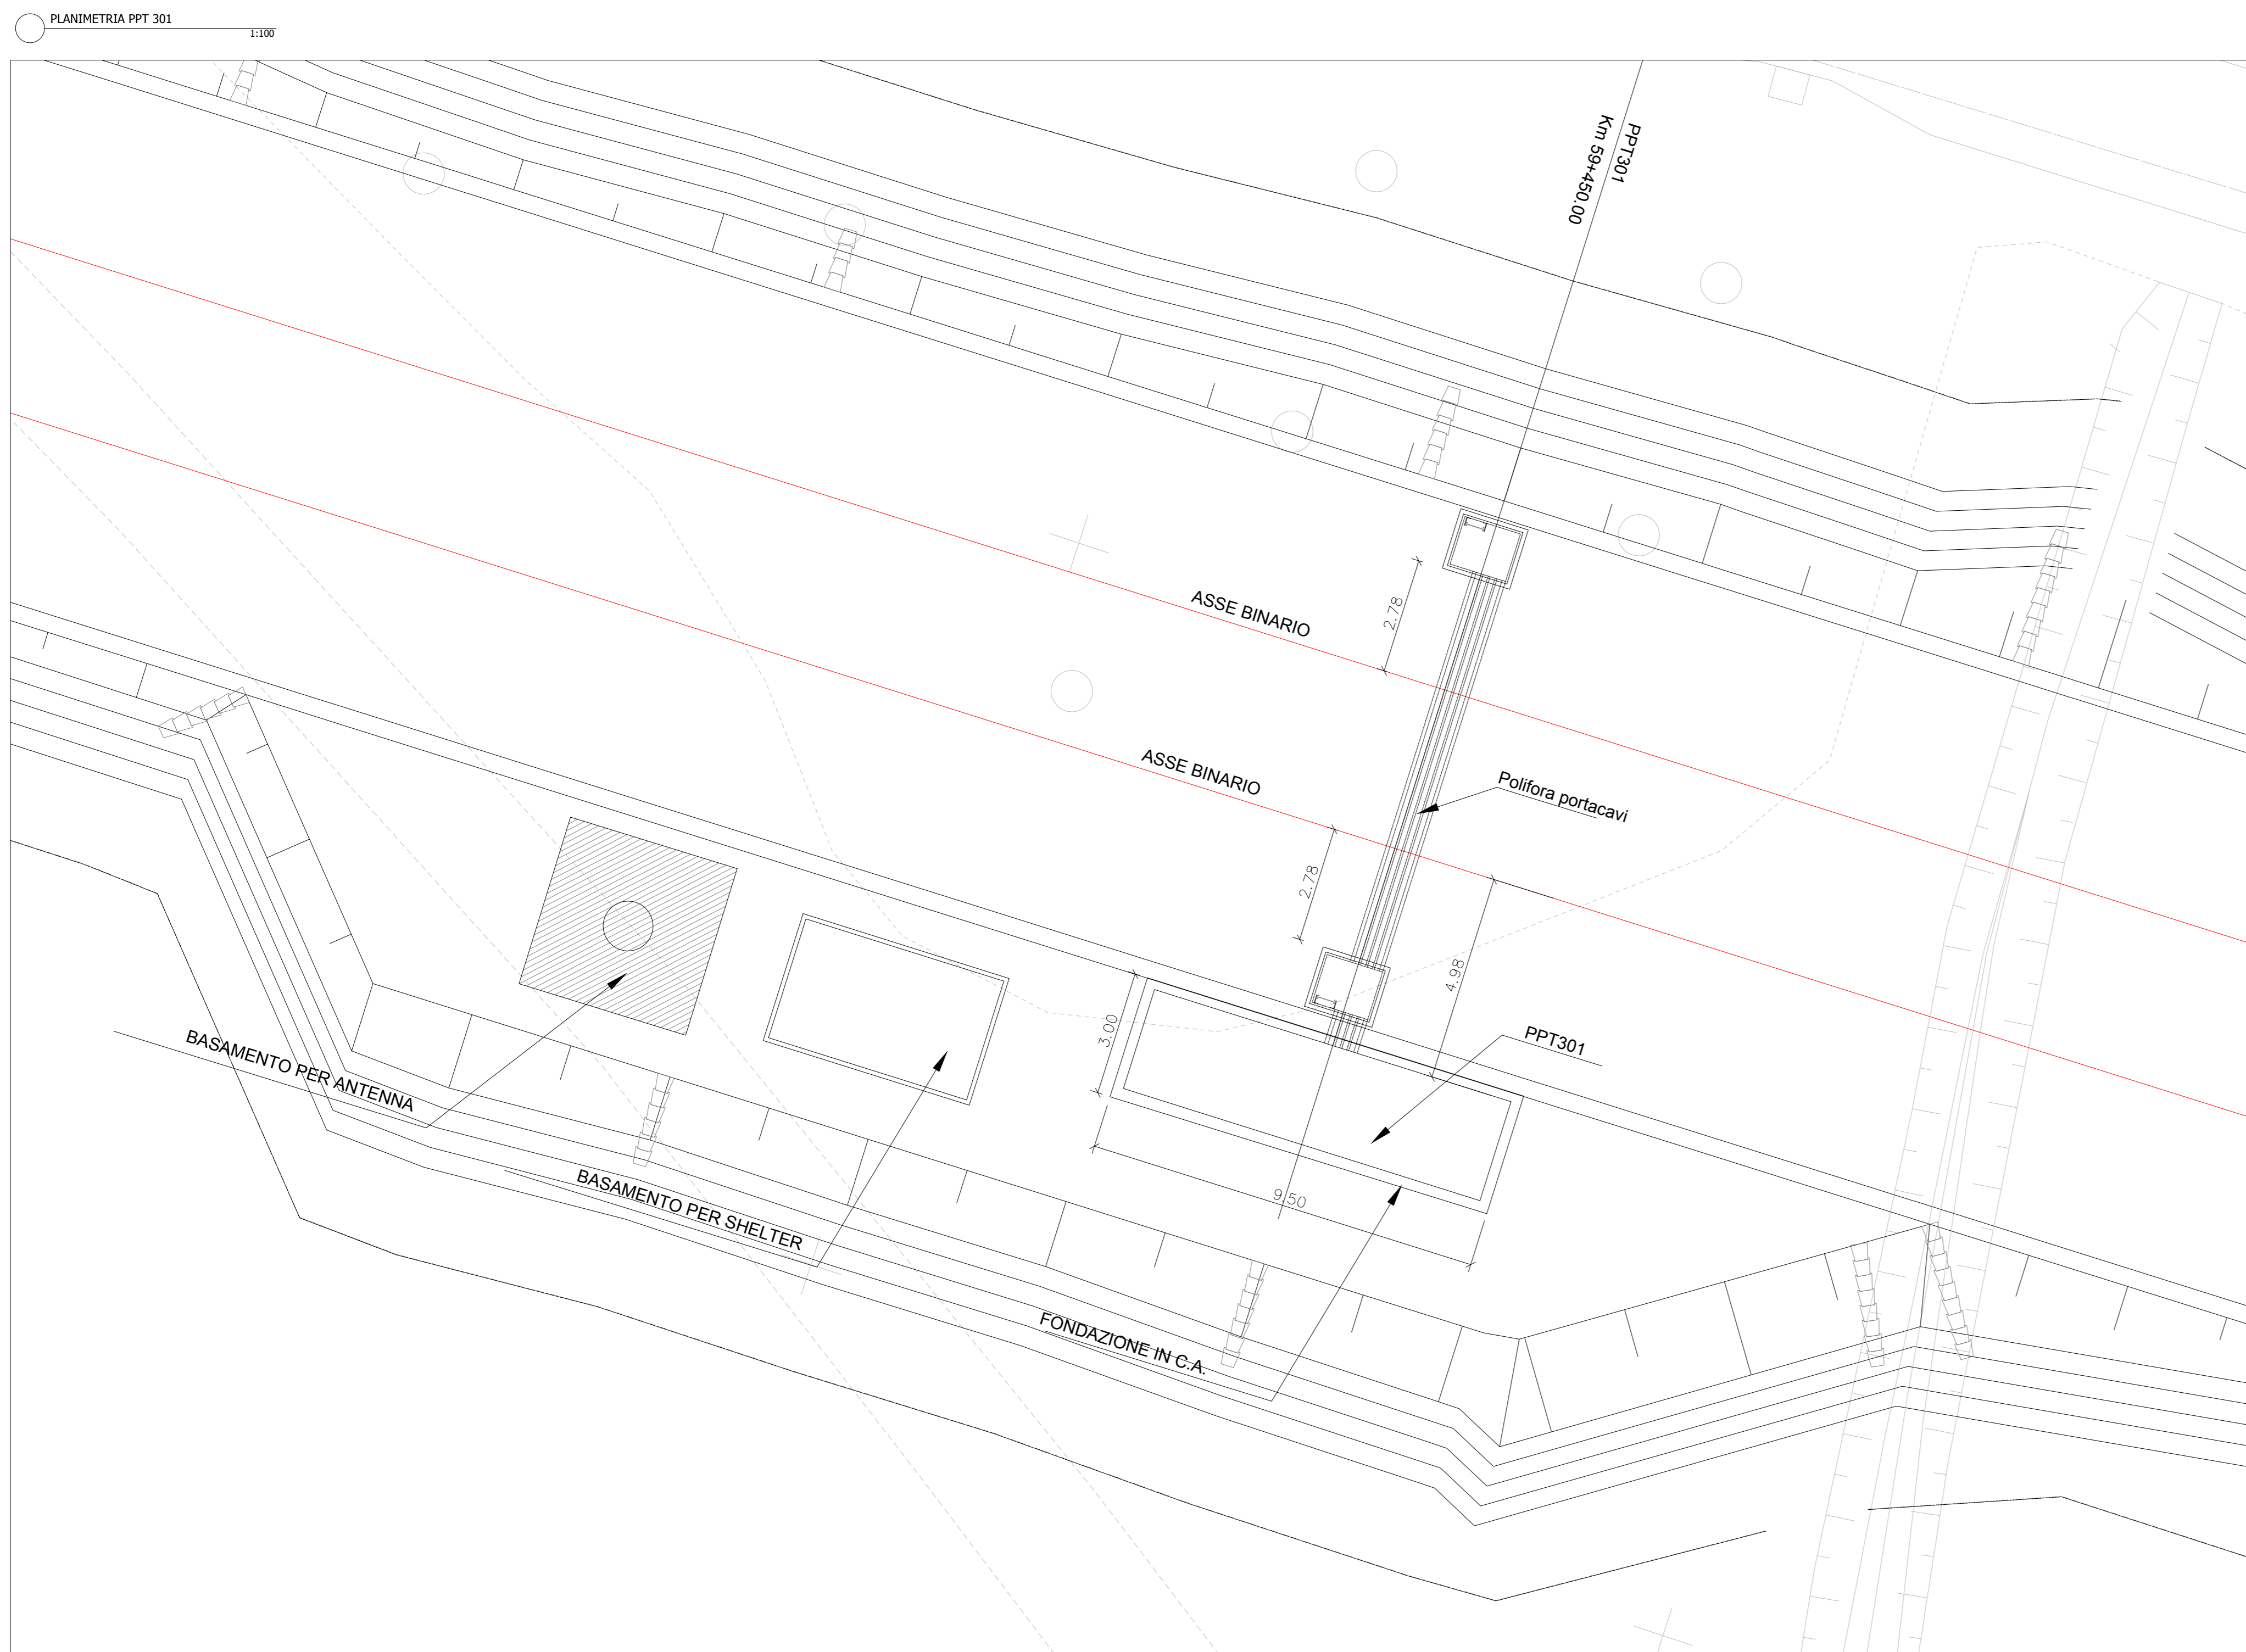 PLANIMETRIA PPT 301
1:100
PPT301
Km 59+450.00
ASSE BINARIO
2.78
ASSE BINARIO
Polifora portacavi
2.78
4.98
3.00
PPT301
BASAMENTO PER ANTENNA
BASAMENTO PER SHELTER
9.50
FONDAZIONE IN C.A.